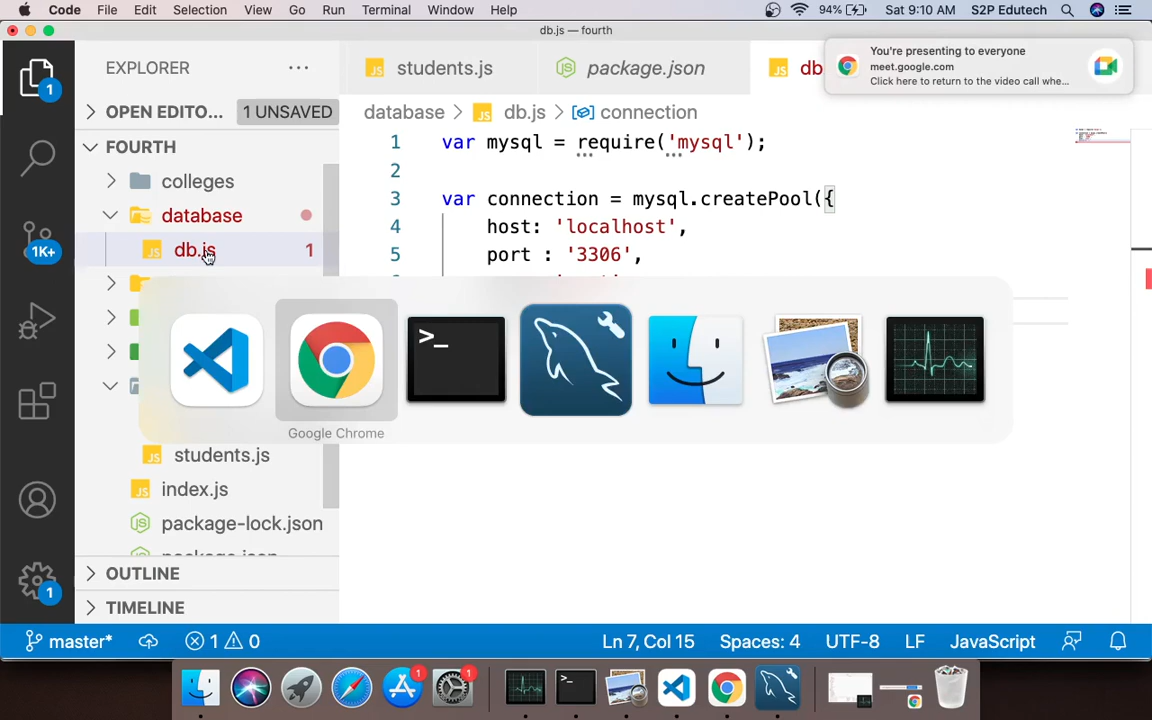 Code File Edit Selection View Go Run Terminal Window Help 94% Sat 9:10 AM S2P Edutech
db.js — fourth
You're presenting to everyone
meet.google.com
Click here to return to the video call whe...
EXPLORER
students.js
package.json
db
OPEN EDITO... 1 UNSAVED
database > db.js > connection
FOURTH
colleges
database
db.js 1
students.js
index.js
package-lock.json
OUTLINE
TIMELINE
1 var mysql = require('mysql');
2
3 var connection = mysql.createPool({
4 host: 'localhost',
5 port : '3306',
Google Chrome
1
1K+
1
master* 1 0 Ln 7, Col 15 Spaces: 4 UTF-8 LF JavaScript
1
1